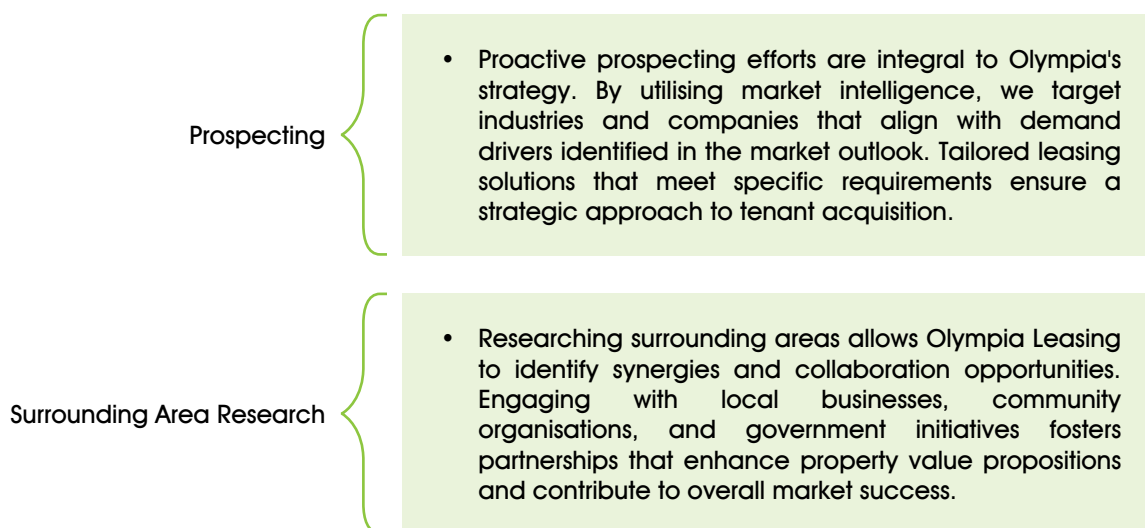 Prospecting
• Proactive prospecting efforts are integral to Olympia's
strategy. By utilising market intelligence, we target
industries and companies that align with demand
drivers identified in the market outlook. Tailored leasing
solutions that meet specific requirements ensure a
strategic approach to tenant acquisition.
Surrounding Area Research
• Researching surrounding areas allows Olympia Leasing
to identify synergies and collaboration opportunities.
Engaging with local businesses, community
organisations, and government initiatives fosters
partnerships that enhance property value propositions
and contribute to overall market success.